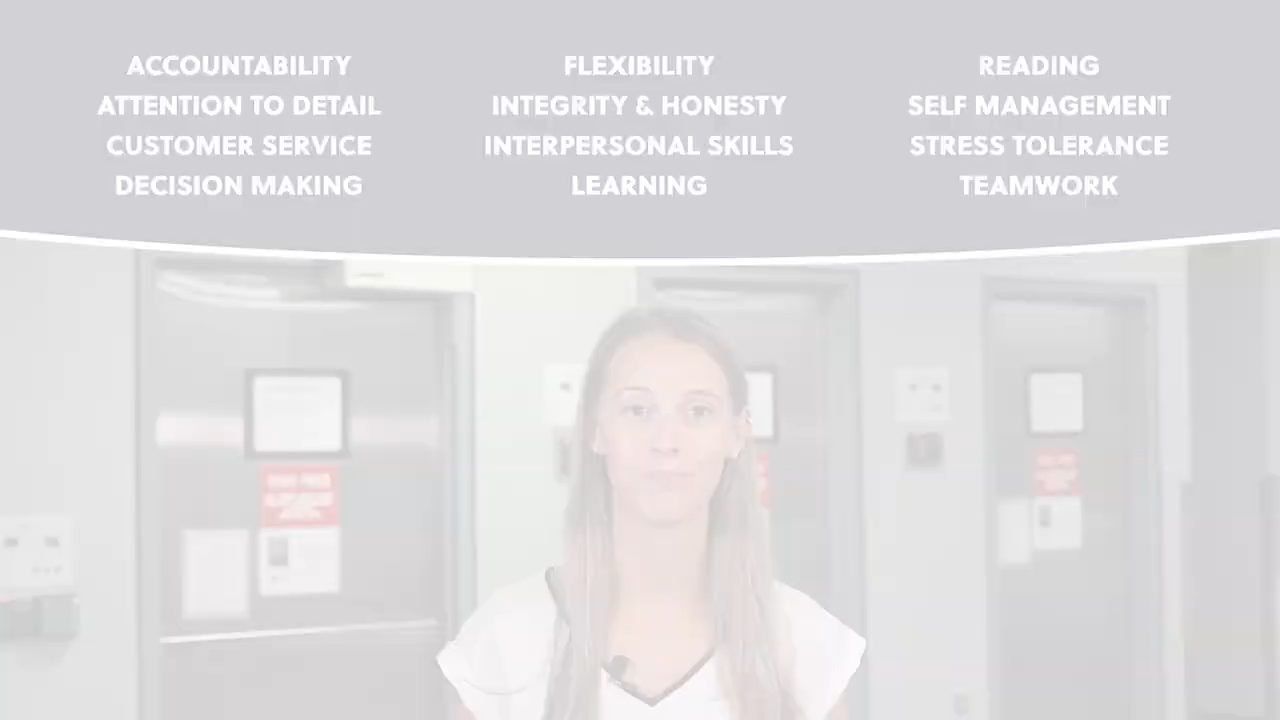 ACCOUNTABILITY
ATTENTION TO DETAIL
CUSTOMER SERVICE
DECISION MAKING
FLEXIBILITY
INTEGRITY & HONESTY
INTERPERSONAL SKILLS
LEARNING
READING
SELF MANAGEMENT
STRESS TOLERANCE
TEAMWORK